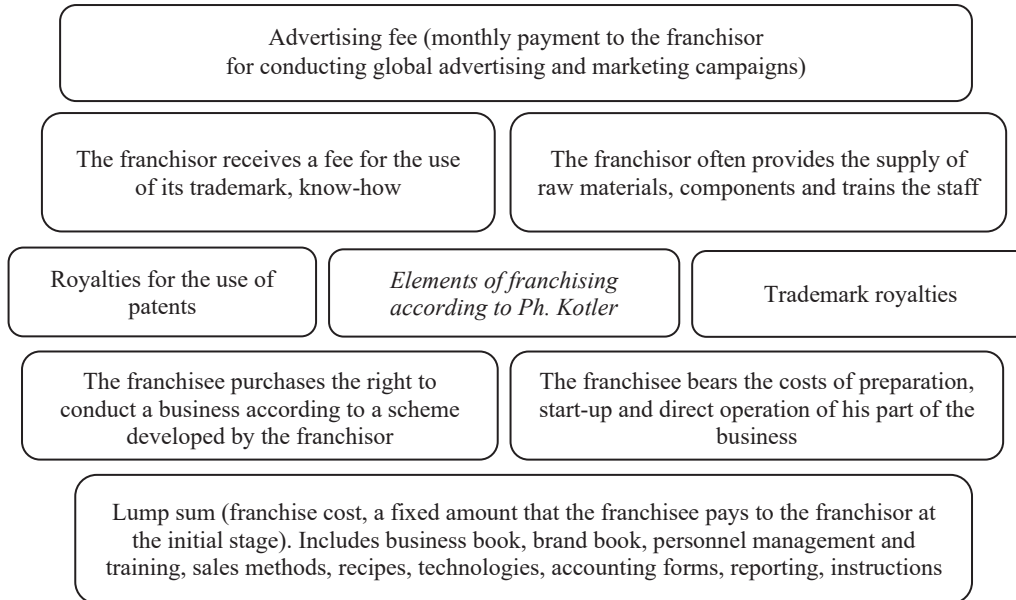 Advertising fee (monthly payment to the franchisor
for conducting global advertising and marketing campaigns)
The franchisor receives a fee for the use
of its trademark, know-how
The franchisor often provides the supply of
raw materials, components and trains the staff
Royalties for the use of
patents
Elements of franchising
according to Ph. Kotler
Trademark royalties
The franchisee purchases the right to
conduct a business according to a scheme
developed by the franchisor
The franchisee bears the costs of preparation,
start-up and direct operation of his part of the
business
Lump sum (franchise cost, a fixed amount that the franchisee pays to the franchisor at
the initial stage). Includes business book, brand book, personnel management and
training, sales methods, recipes, technologies, accounting forms, reporting, instructions